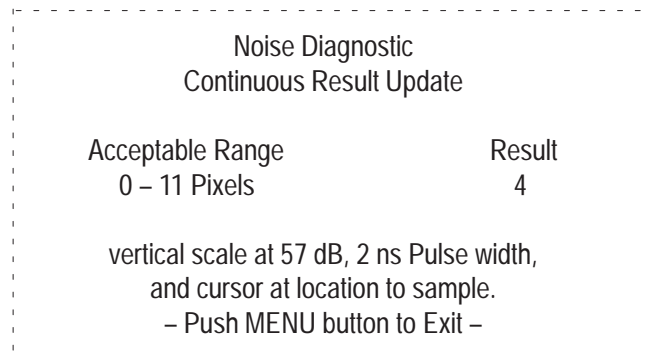 Noise Diagnostic
Continuous Result Update
Acceptable Range Result
0 – 11 Pixels 4
vertical scale at 57 dB, 2 ns Pulse width,
and cursor at location to sample.
– Push MENU button to Exit –